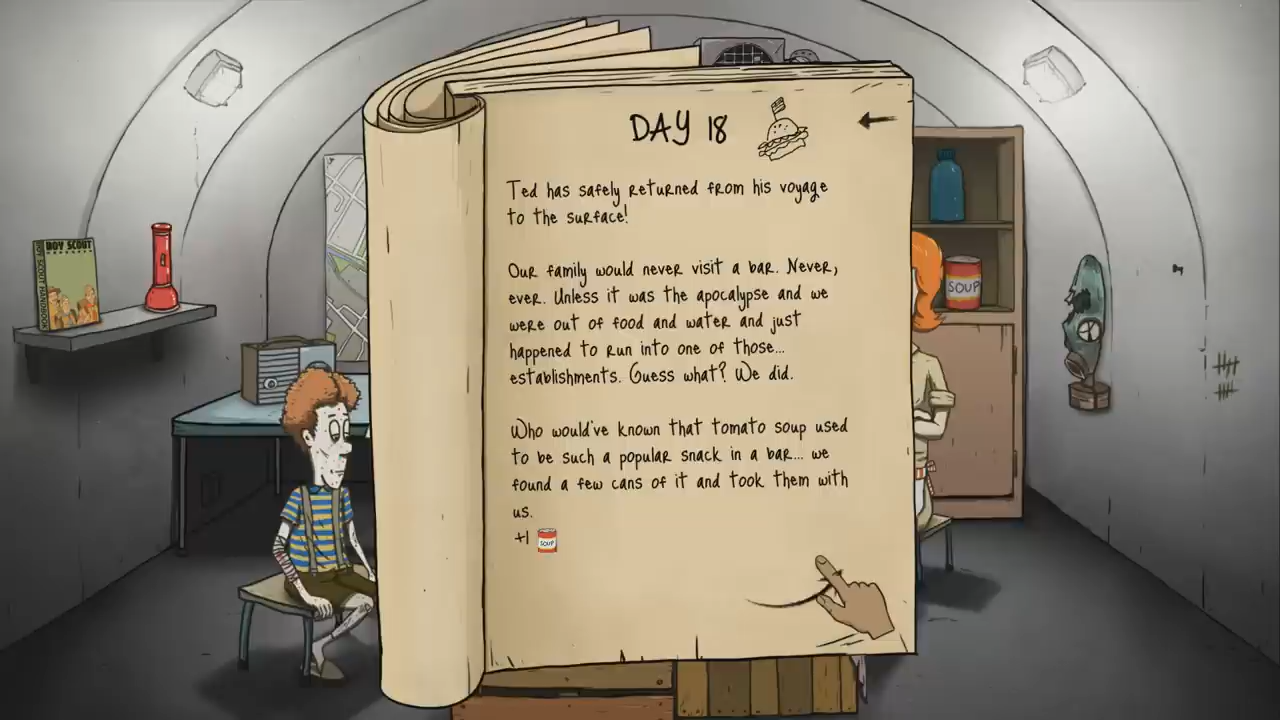 DAY 18
Ted has safely returned from his voyage
to the surface!
Our family would never visit a bar. Never,
ever. Unless it was the apocalypse and we
were out of food and water and just
happened to run into one of those...
establishments. Guess what? We did.
Who would've known that tomato soup used
to be such a popular snack in a bar... we
found a few cans of it and took them with
us.
+1 SOUP
BOY SCOUT
BOY SCOUT HANDBOOK
SOUP